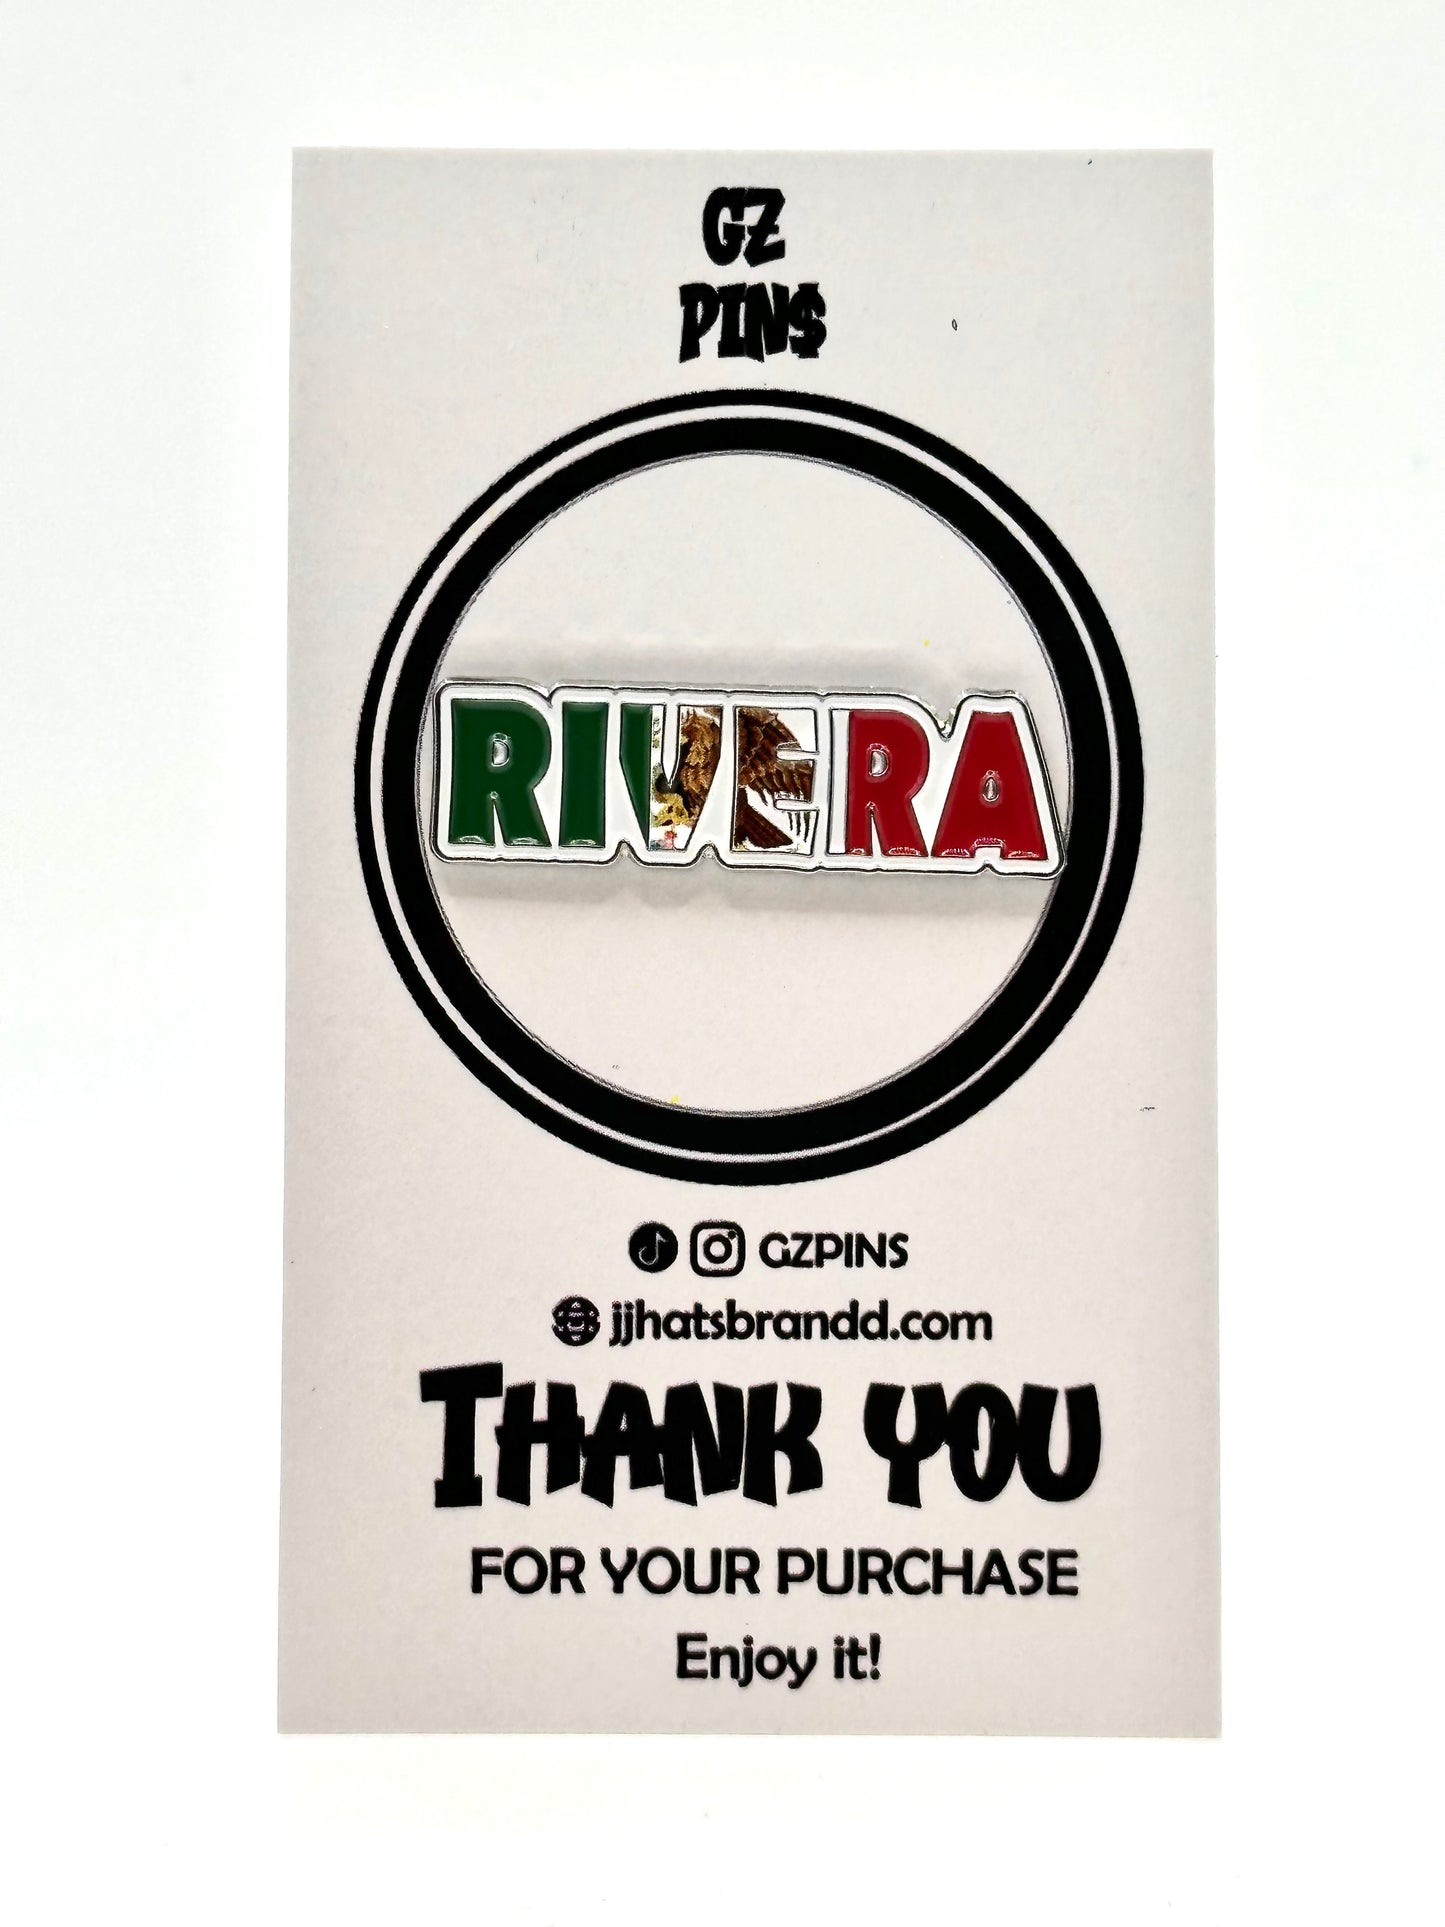 GZ
PIN$
RIVERA
GZPINS
jjhatsbrandd.com
THANK YOU
FOR YOUR PURCHASE
Enjoy it!